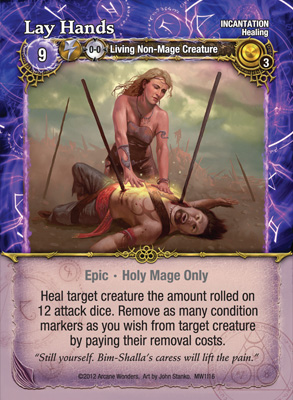 Lay Hands
INCANTATION
Healing
9
0-0
Living Non-Mage Creature
3
Epic • Holy Mage Only
Heal target creature the amount rolled on
12 attack dice. Remove as many condition
markers as you wish from target creature
by paying their removal costs.
"Still yourself. Bim-Shalla's caress will lift the pain."
©2012 Arcane Wonders. Art by John Stanko. MW1I16